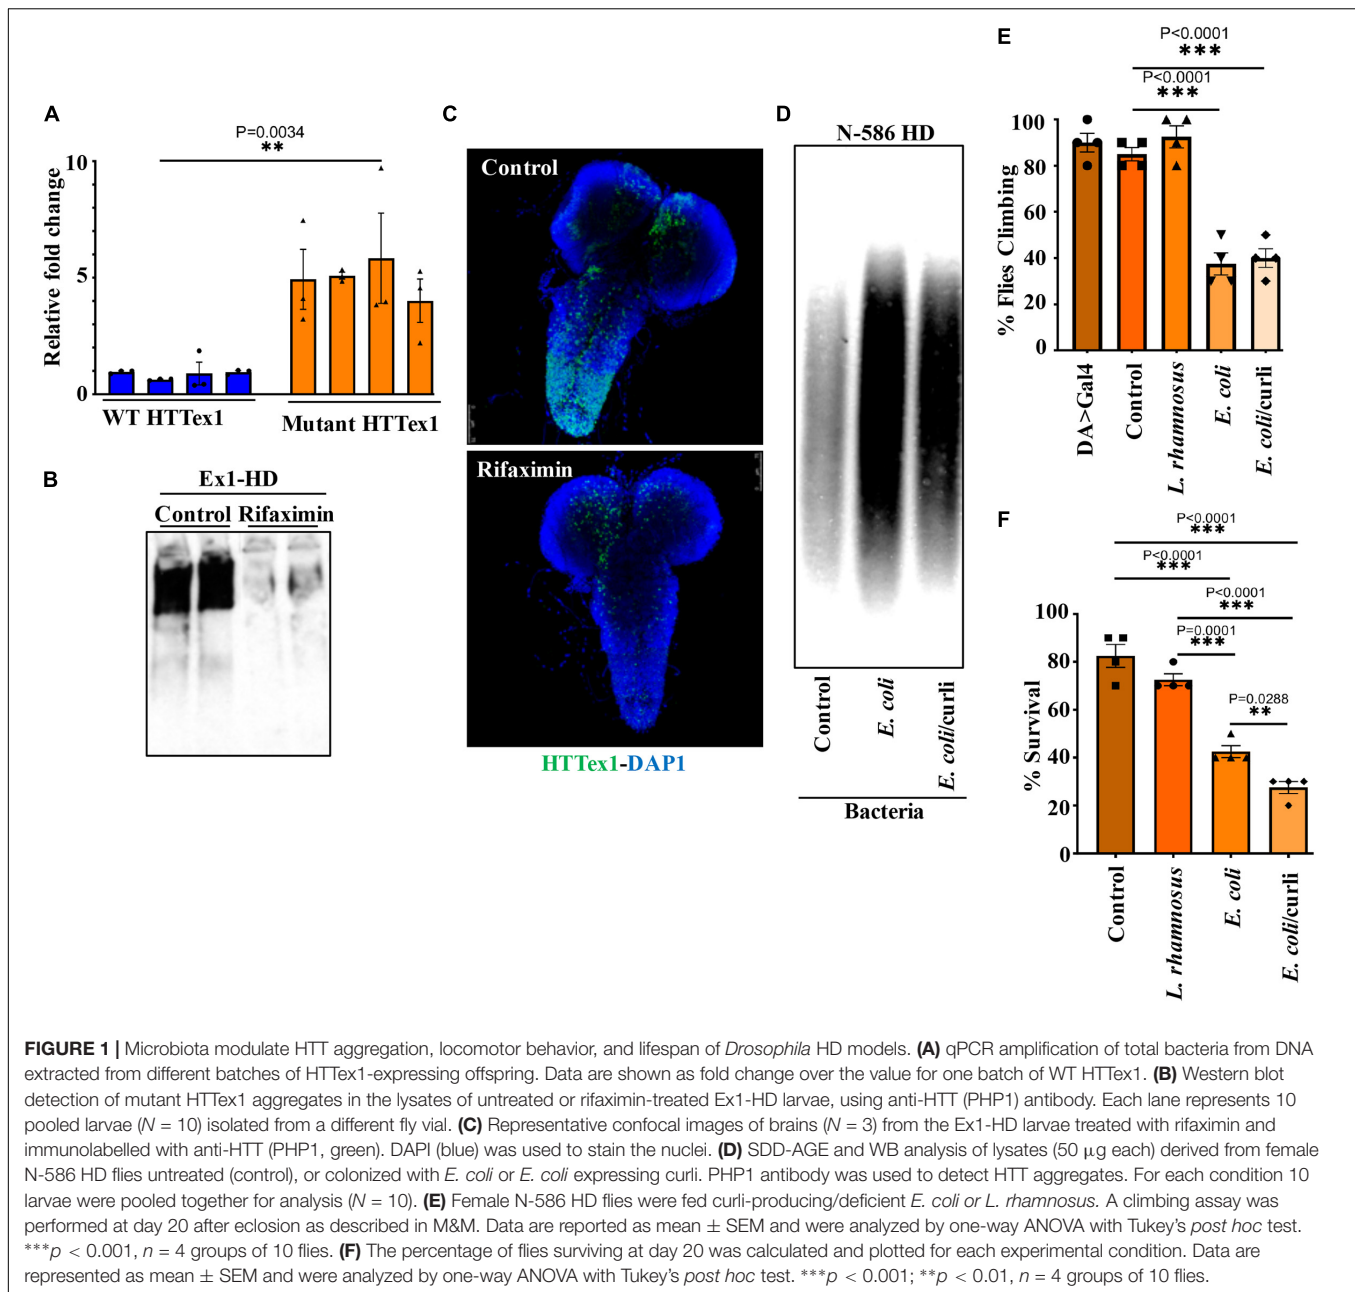 A
P=0.0034
**
Relative fold change
10
5
0
WT HTTex1
Mutant HTTex1
B
Ex1-HD
Control Rifaximin
C
Control
Rifaximin
HTTex1-DAP1
D
N-586 HD
Control
E. coli
E. coli/curli
Bacteria
E
P<0.0001
***
P<0.0001
***
% Flies Climbing
100
80
60
40
20
0
DA>Gal4
Control
L. rhamnosus
E. coli
E. coli/curli
F
P<0.0001
***
P<0.0001
***
P<0.0001
***
P=0.0001
***
P=0.0288
**
% Survival
100
80
60
40
20
0
Control
L. rhamnosus
E. coli
E. coli/curli
FIGURE 1 | Microbiota modulate HTT aggregation, locomotor behavior, and lifespan of Drosophila HD models. (A) qPCR amplification of total bacteria from DNA
extracted from different batches of HTTex1-expressing offspring. Data are shown as fold change over the value for one batch of WT HTTex1. (B) Western blot
detection of mutant HTTex1 aggregates in the lysates of untreated or rifaximin-treated Ex1-HD larvae, using anti-HTT (PHP1) antibody. Each lane represents 10
pooled larvae (N = 10) isolated from a different fly vial. (C) Representative confocal images of brains (N = 3) from the Ex1-HD larvae treated with rifaximin and
immunolabelled with anti-HTT (PHP1, green). DAPI (blue) was used to stain the nuclei. (D) SDD-AGE and WB analysis of lysates (50 μg each) derived from female
N-586 HD flies untreated (control), or colonized with E. coli or E. coli expressing curli. PHP1 antibody was used to detect HTT aggregates. For each condition 10
larvae were pooled together for analysis (N = 10). (E) Female N-586 HD flies were fed curli-producing/deficient E. coli or L. rhamnosus. A climbing assay was
performed at day 20 after eclosion as described in M&M. Data are reported as mean ± SEM and were analyzed by one-way ANOVA with Tukey's post hoc test.
***p < 0.001, n = 4 groups of 10 flies. (F) The percentage of flies surviving at day 20 was calculated and plotted for each experimental condition. Data are
represented as mean ± SEM and were analyzed by one-way ANOVA with Tukey's post hoc test. ***p < 0.001; **p < 0.01, n = 4 groups of 10 flies.